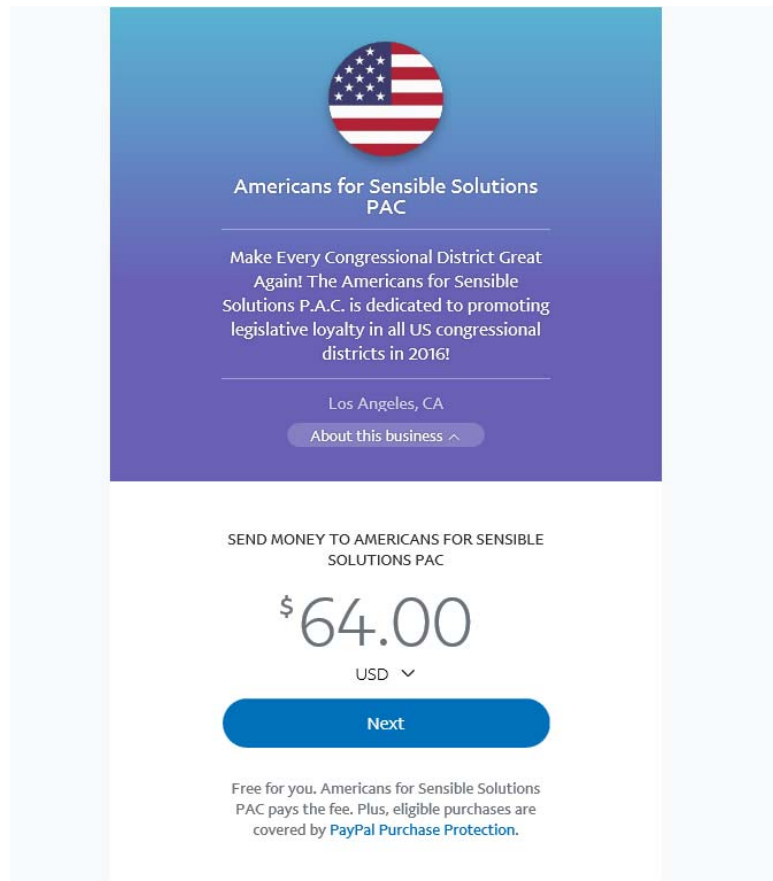 Americans for Sensible Solutions
PAC
Make Every Congressional District Great
Again! The Americans for Sensible
Solutions P.A.C. is dedicated to promoting
legislative loyalty in all US congressional
districts in 2016!
Los Angeles, CA
About this business
SEND MONEY TO AMERICANS FOR SENSIBLE
SOLUTIONS PAC
$64.00
USD
Next
Free for you. Americans for Sensible Solutions
PAC pays the fee. Plus, eligible purchases are
covered by PayPal Purchase Protection.